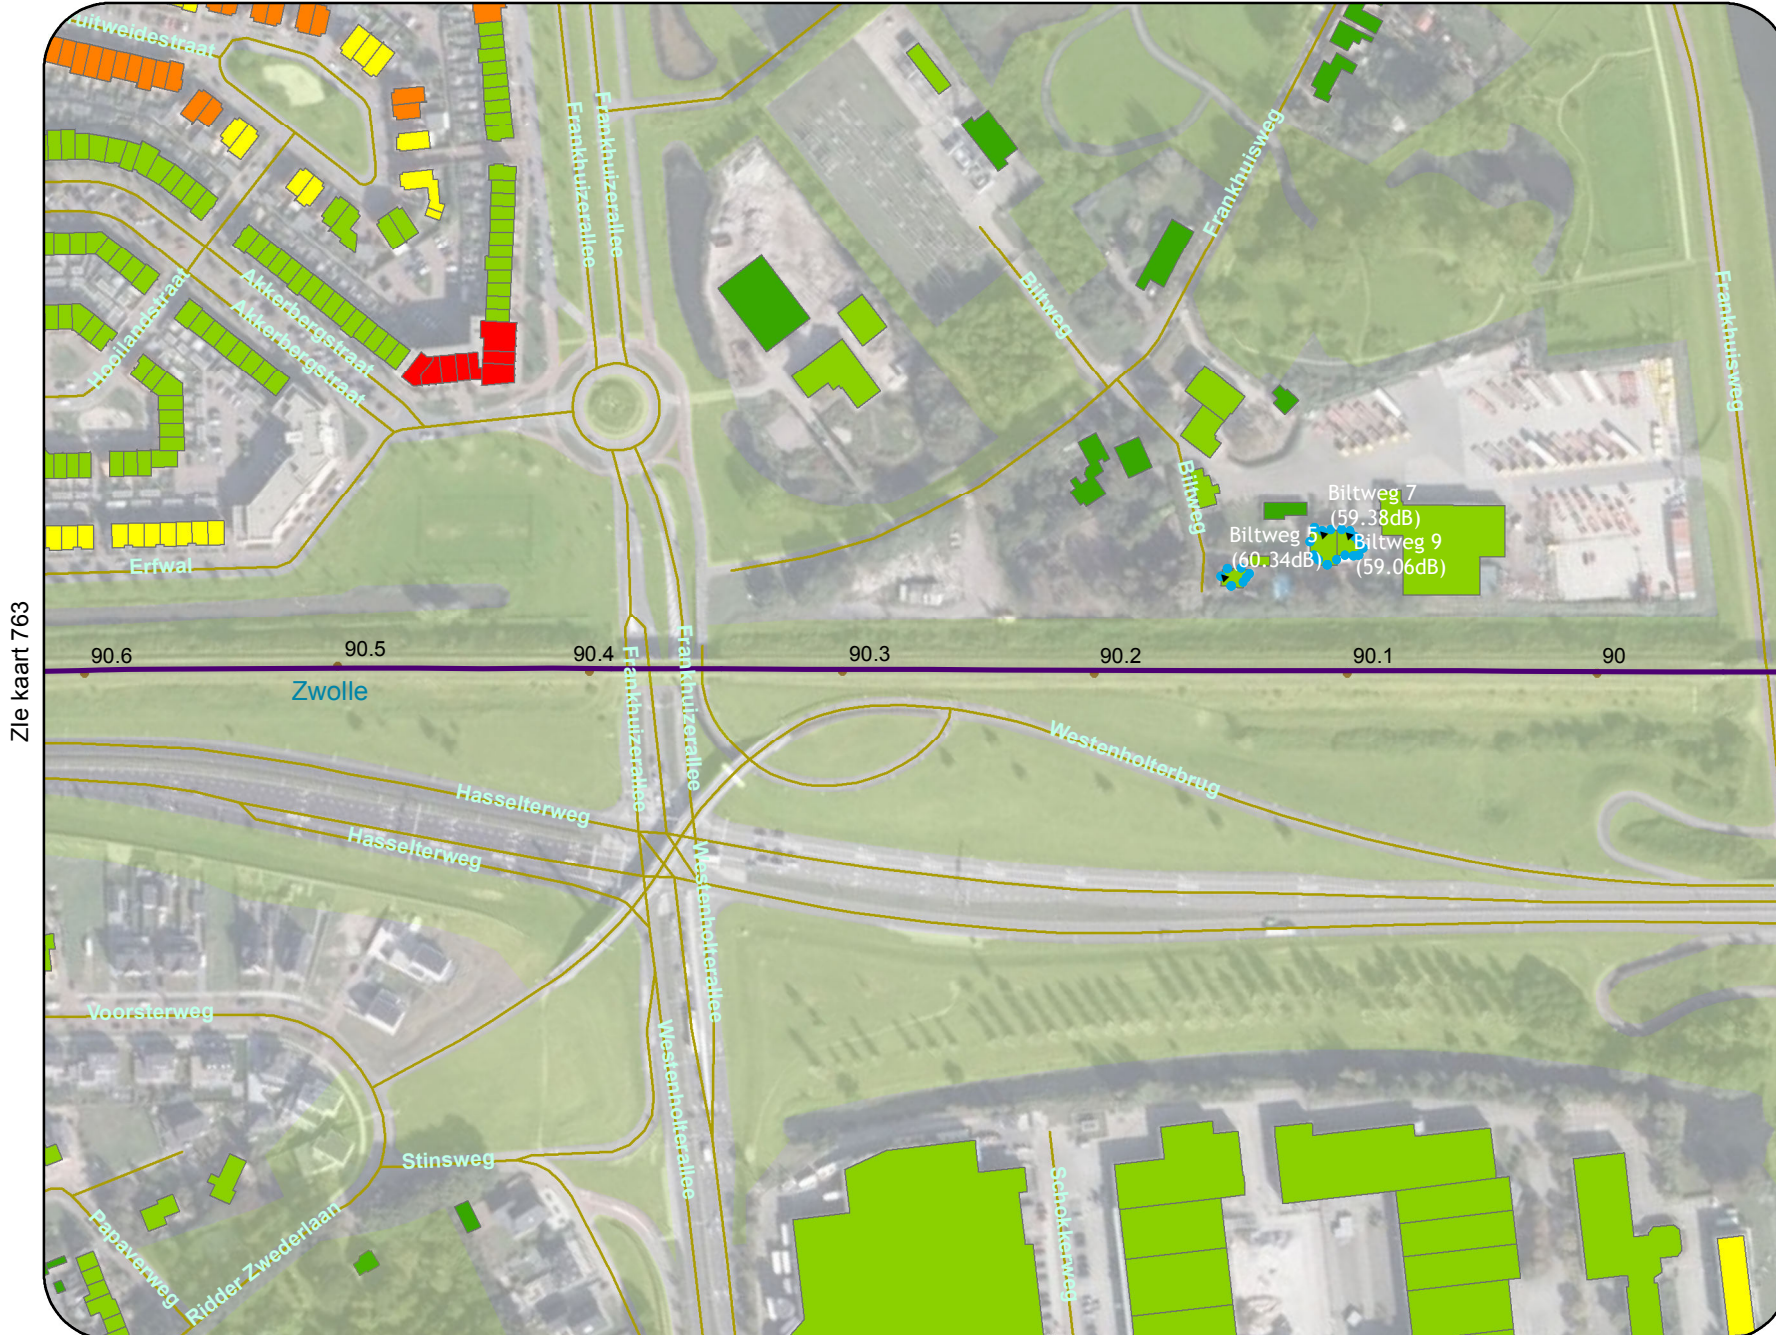 uitweidestraat
Frankhuizerallee
Frankhuizerallee
Frankhuisweg
Hooilandstraat
Akkerbergstraat
Akkerbergstraat
Biltweg
Frankhuisweg
Biltweg
Biltweg 7
(59.38dB)
Biltweg 5
(60.34dB)
Biltweg 9
(59.06dB)
Erfwal
ZIe kaart 763
90.6
90.5
90.4
90.3
90.2
90.1
90
Zwolle
Frankhuizerallee
Frankhuizerallee
Westenholterbrug
Hasselterweg
Hasselterweg
Westenholterallee
Voorsterweg
Westenholterallee
Stinsweg
Schokkerweg
Papaverweg
Ridder Zwederlaan